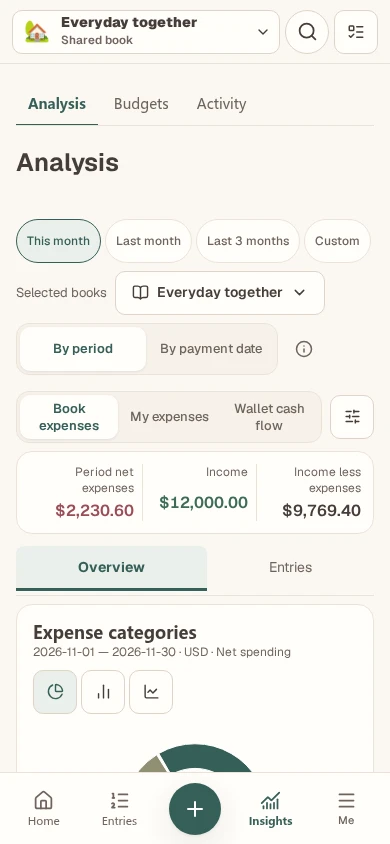 Everyday together
Shared book
Analysis
Budgets
Activity
Analysis
This month
Last month
Last 3 months
Custom
Selected books
Everyday together
By period
By payment date
Book
expenses
My expenses
Wallet cash
flow
Period net
expenses
$2,230.60
Income
$12,000.00
Income less
expenses
$9,769.40
Overview
Entries
Expense categories
2026-11-01 — 2026-11-30 · USD · Net spending
Home
Entries
Insights
Me